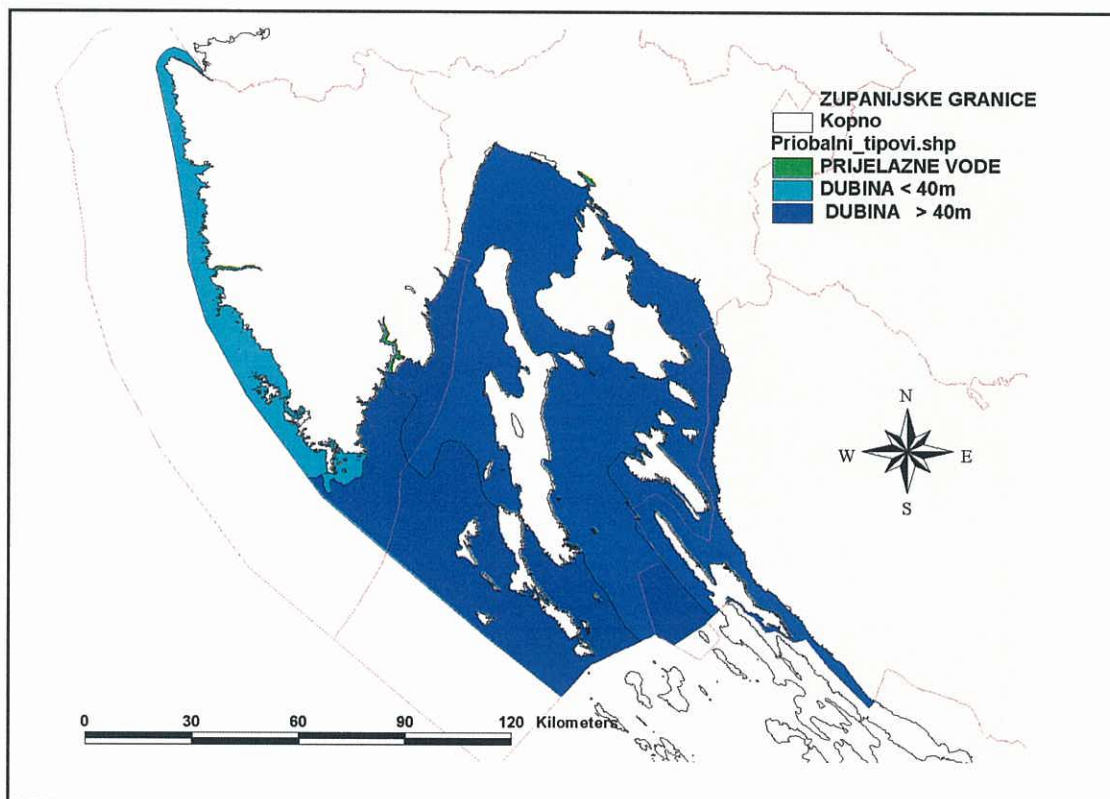 ZUPANIJSKE GRANICE
Kopno
Priobalni_tipovi.shp
PRIJELAZNE VODE
DUBINA < 40m
DUBINA > 40m
N
W E
S
0 30 60 90 120 Kilometers